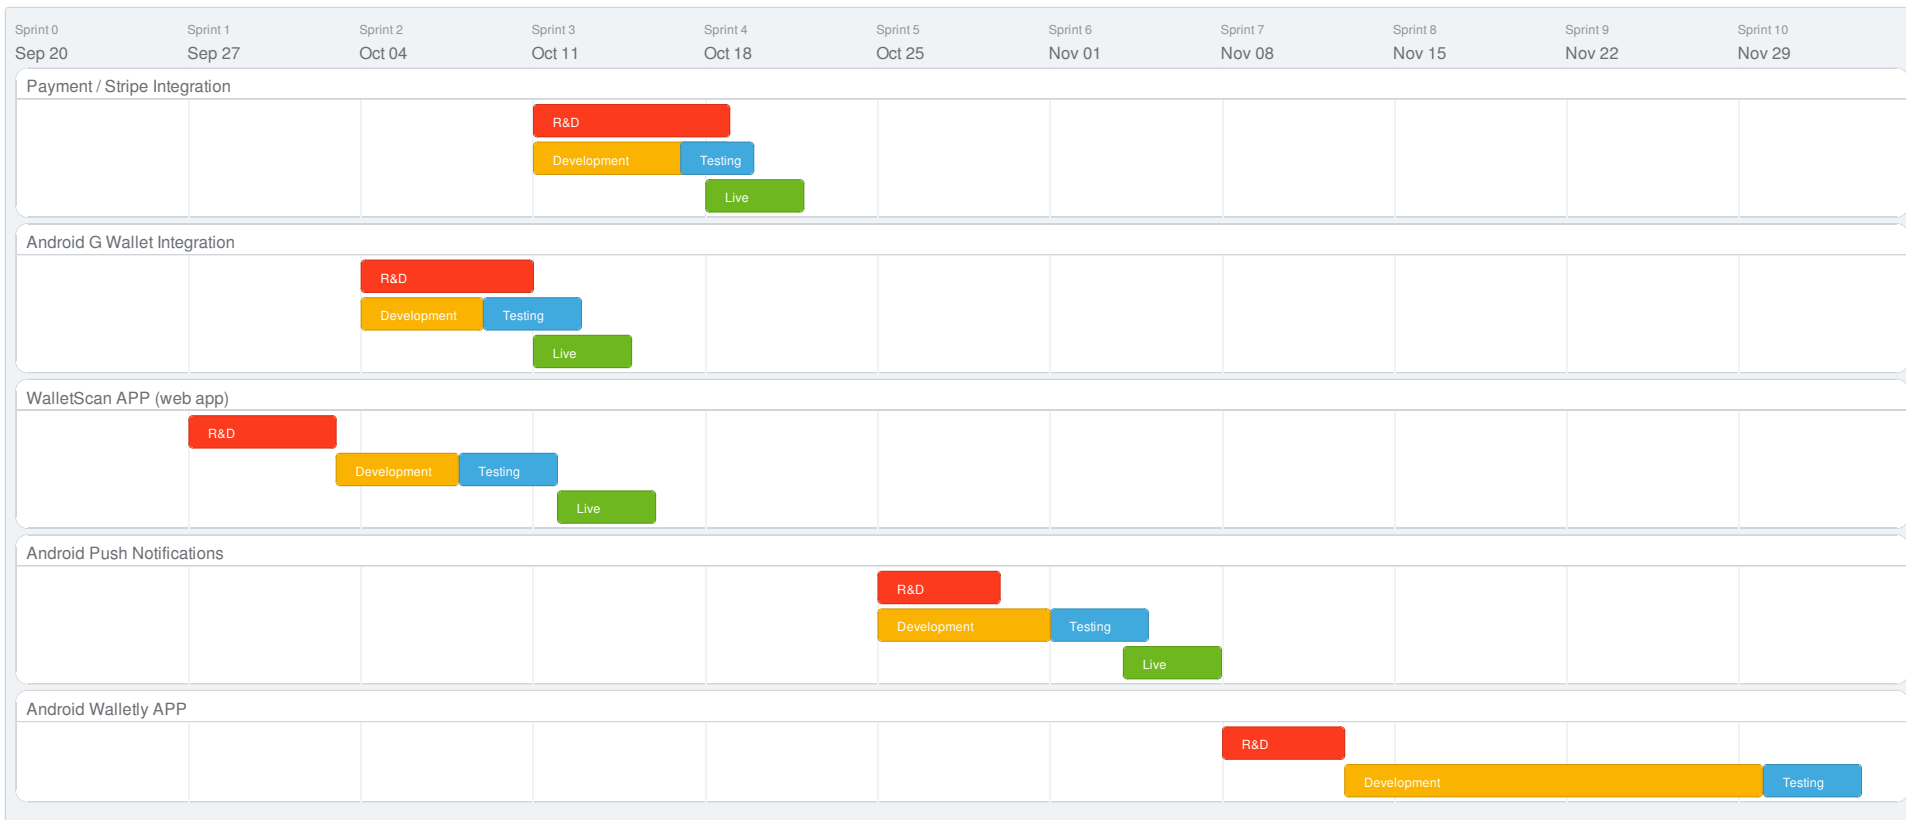 Sprint 0 Sprint 1 Sprint 2 Sprint 3 Sprint 4 Sprint 5 Sprint 6 Sprint 7 Sprint 8 Sprint 9 Sprint 10
Sep 20 Sep 27 Oct 04 Oct 11 Oct 18 Oct 25 Nov 01 Nov 08 Nov 15 Nov 22 Nov 29
Payment / Stripe Integration
R&D
Development Testing
Live
Android G Wallet Integration
R&D
Development Testing
Live
WalletScan APP (web app)
R&D
Development Testing
Live
Android Push Notifications
R&D
Development Testing
Live
Android Walletly APP
R&D
Development Testing